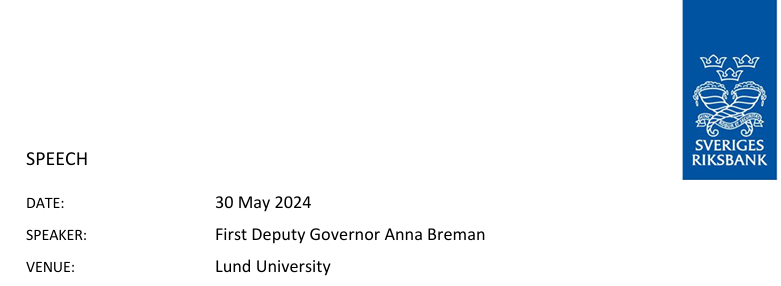 SVERIGES
RIKSBANK
SPEECH
DATE: 30 May 2024
SPEAKER: First Deputy Governor Anna Breman
VENUE: Lund University